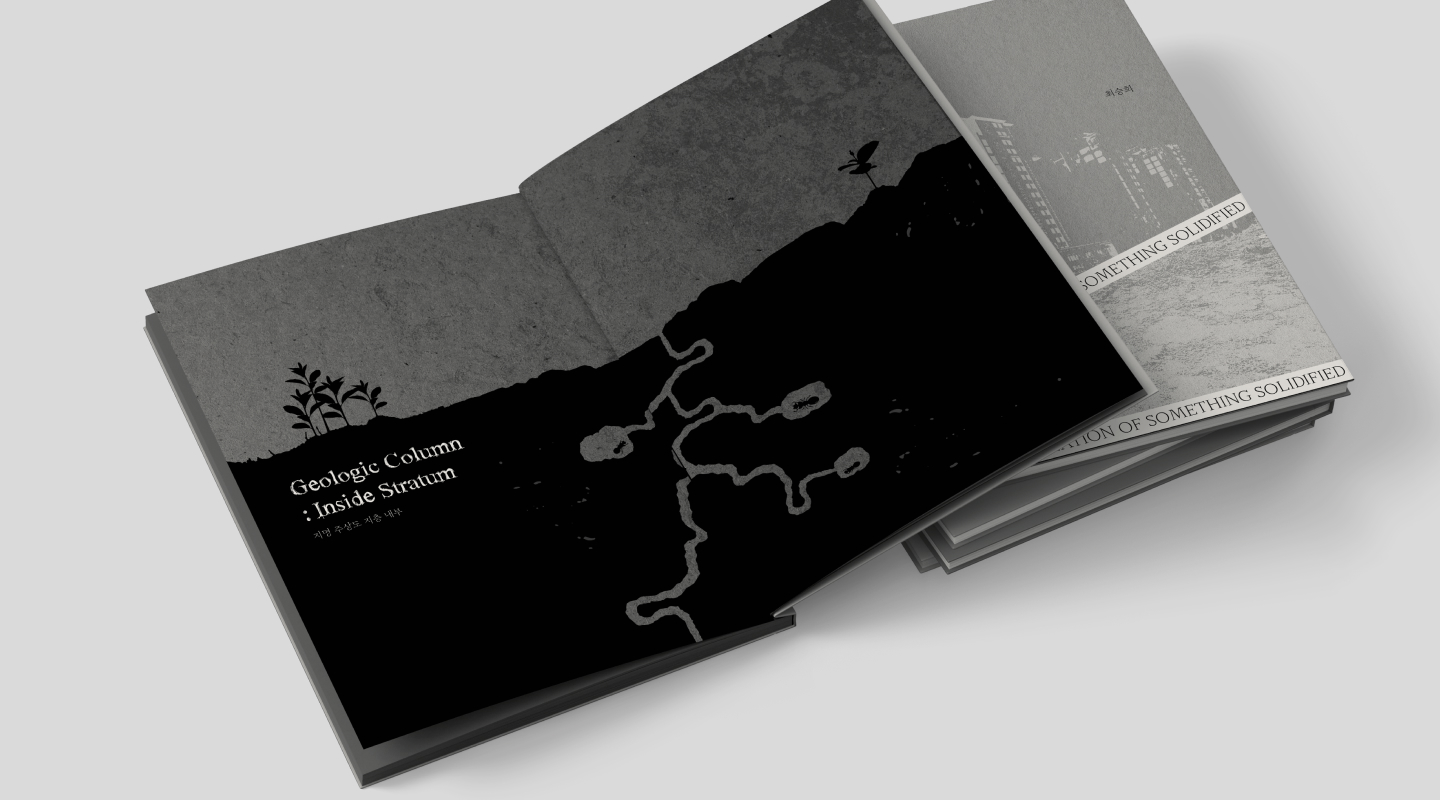 Geologic Column
: Inside Stratum
지명 주상도 지층 내부
최승희
SOMETHING SOLIDIFIED
ATION OF SOMETHING SOLIDIFIED